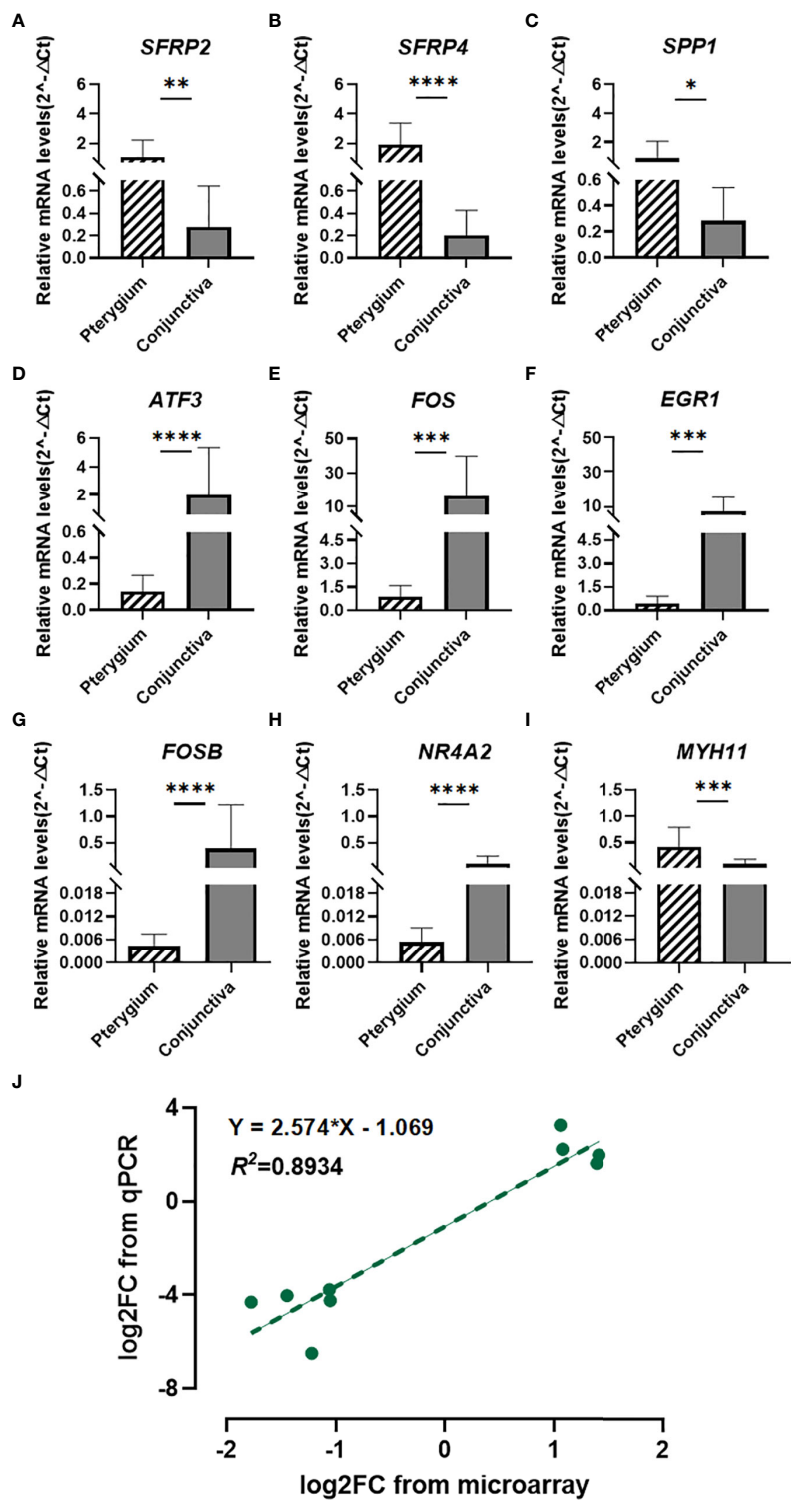 A
SFRP2
Relative mRNA levels(2^-ΔCt)
**
6
4
2
0.6
0.4
0.2
0.0
Pterygium
Conjunctiva
B
SFRP4
Relative mRNA levels(2^-ΔCt)
****
6
4
2
0.6
0.4
0.2
0.0
Pterygium
Conjunctiva
C
SPP1
Relative mRNA levels(2^-ΔCt)
*
6
4
2
0.6
0.4
0.2
0.0
Pterygium
Conjunctiva
D
ATF3
Relative mRNA levels(2^-ΔCt)
****
6
4
2
0.6
0.4
0.2
0.0
Pterygium
Conjunctiva
E
FOS
Relative mRNA levels(2^-ΔCt)
***
50
30
10
4.5
3.0
1.5
0.0
Pterygium
Conjunctiva
F
EGR1
Relative mRNA levels(2^-ΔCt)
***
50
30
10
4.5
3.0
1.5
0.0
Pterygium
Conjunctiva
G
FOSB
Relative mRNA levels(2^-ΔCt)
****
1.5
1.0
0.5
0.018
0.012
0.006
0.000
Pterygium
Conjunctiva
H
NR4A2
Relative mRNA levels(2^-ΔCt)
****
1.5
1.0
0.5
0.018
0.012
0.006
0.000
Pterygium
Conjunctiva
I
MYH11
Relative mRNA levels(2^-ΔCt)
***
1.5
1.0
0.5
0.018
0.012
0.006
0.000
Pterygium
Conjunctiva
J
Y = 2.574*X - 1.069
R²=0.8934
log2FC from qPCR
4
0
-4
-8
-2
-1
0
1
2
log2FC from microarray